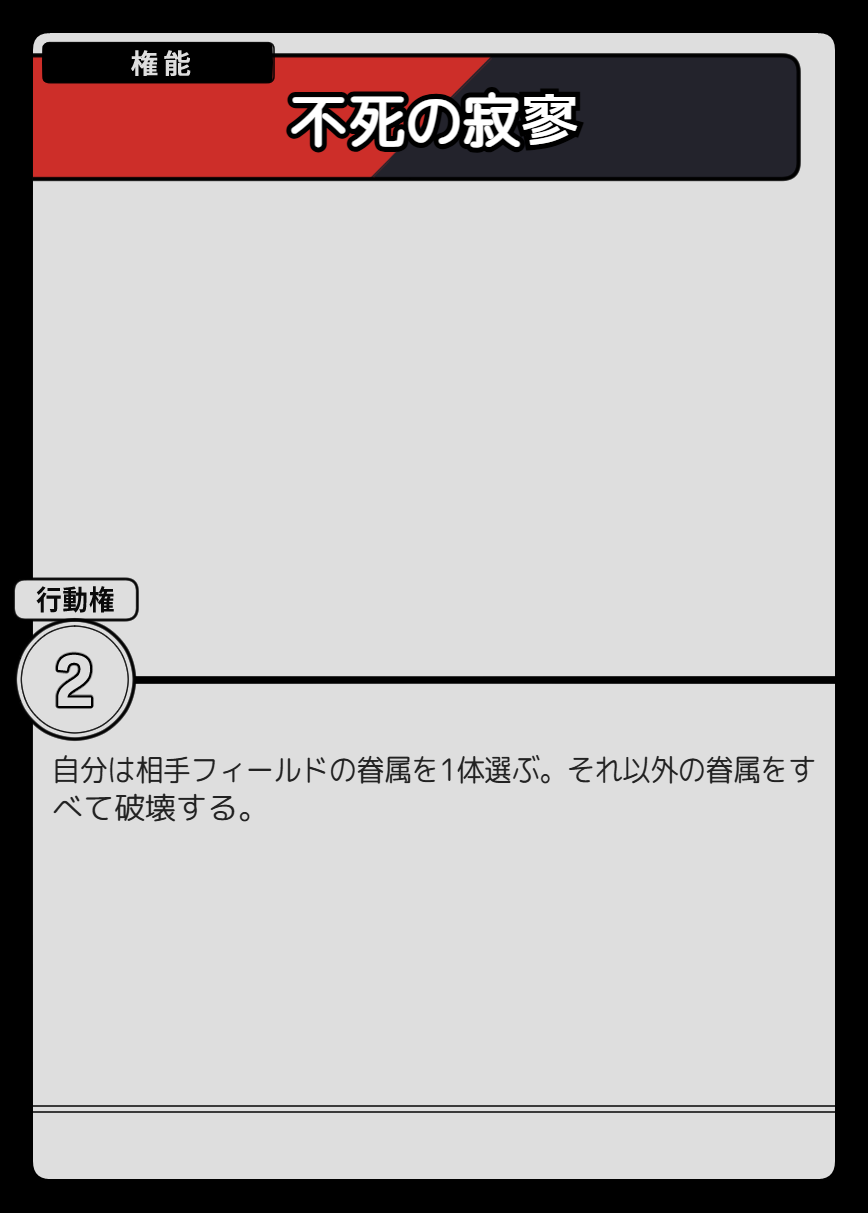 権能
不死の寂寥
行動権
2
自分は相手フィールドの眷属を1体選ぶ。それ以外の眷属をす
べて破壊する。